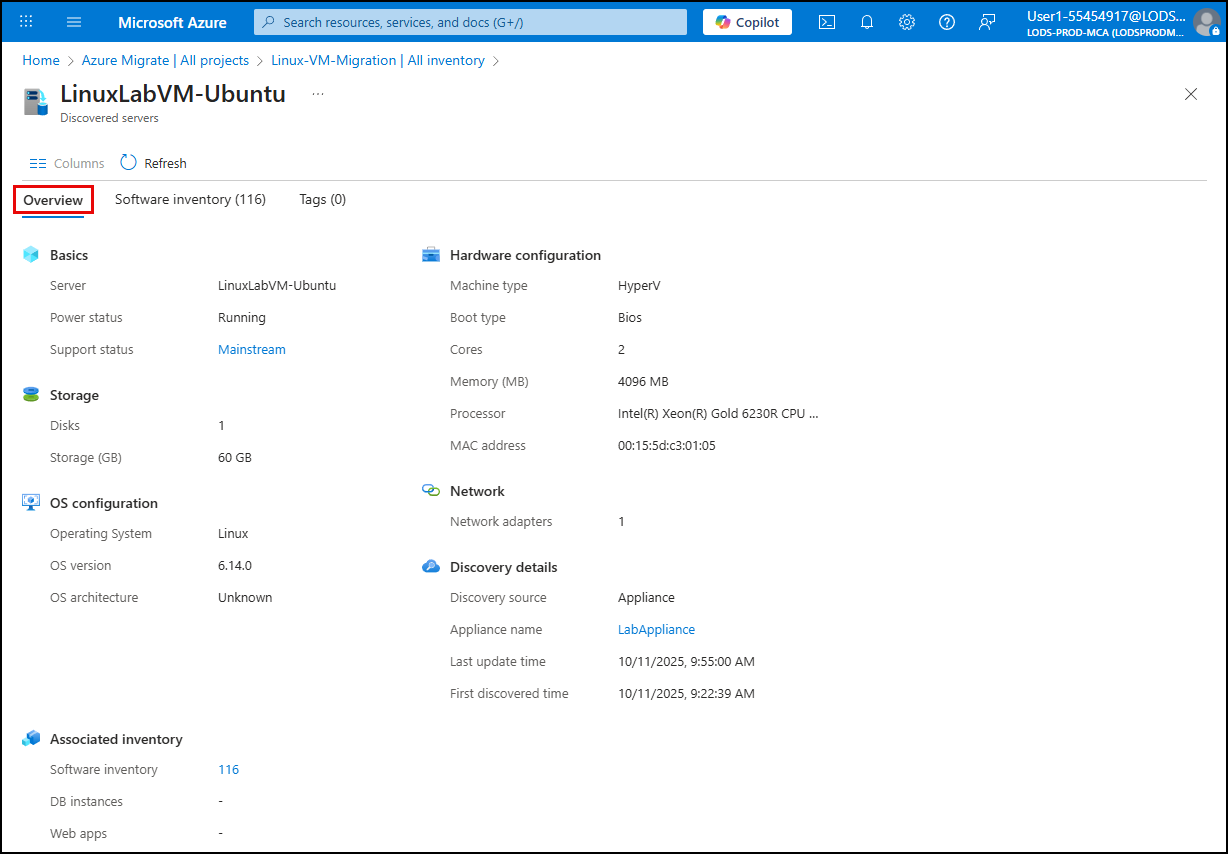 Microsoft Azure
Search resources, services, and docs (G+/)
Copilot
User1-55454917@LODS...
LODS-PROD-MCA (LODSPRODM...
Home > Azure Migrate | All projects > Linux-VM-Migration | All inventory >
LinuxLabVM-Ubuntu ...
Discovered servers
Columns Refresh
Overview Software inventory (116) Tags (0)
Basics
Server LinuxLabVM-Ubuntu
Power status Running
Support status Mainstream
Storage
Disks 1
Storage (GB) 60 GB
OS configuration
Operating System Linux
OS version 6.14.0
OS architecture Unknown
Hardware configuration
Machine type HyperV
Boot type Bios
Cores 2
Memory (MB) 4096 MB
Processor Intel(R) Xeon(R) Gold 6230R CPU ...
MAC address 00:15:5d:c3:01:05
Network
Network adapters 1
Discovery details
Discovery source Appliance
Appliance name LabAppliance
Last update time 10/11/2025, 9:55:00 AM
First discovered time 10/11/2025, 9:22:39 AM
Associated inventory
Software inventory 116
DB instances -
Web apps -